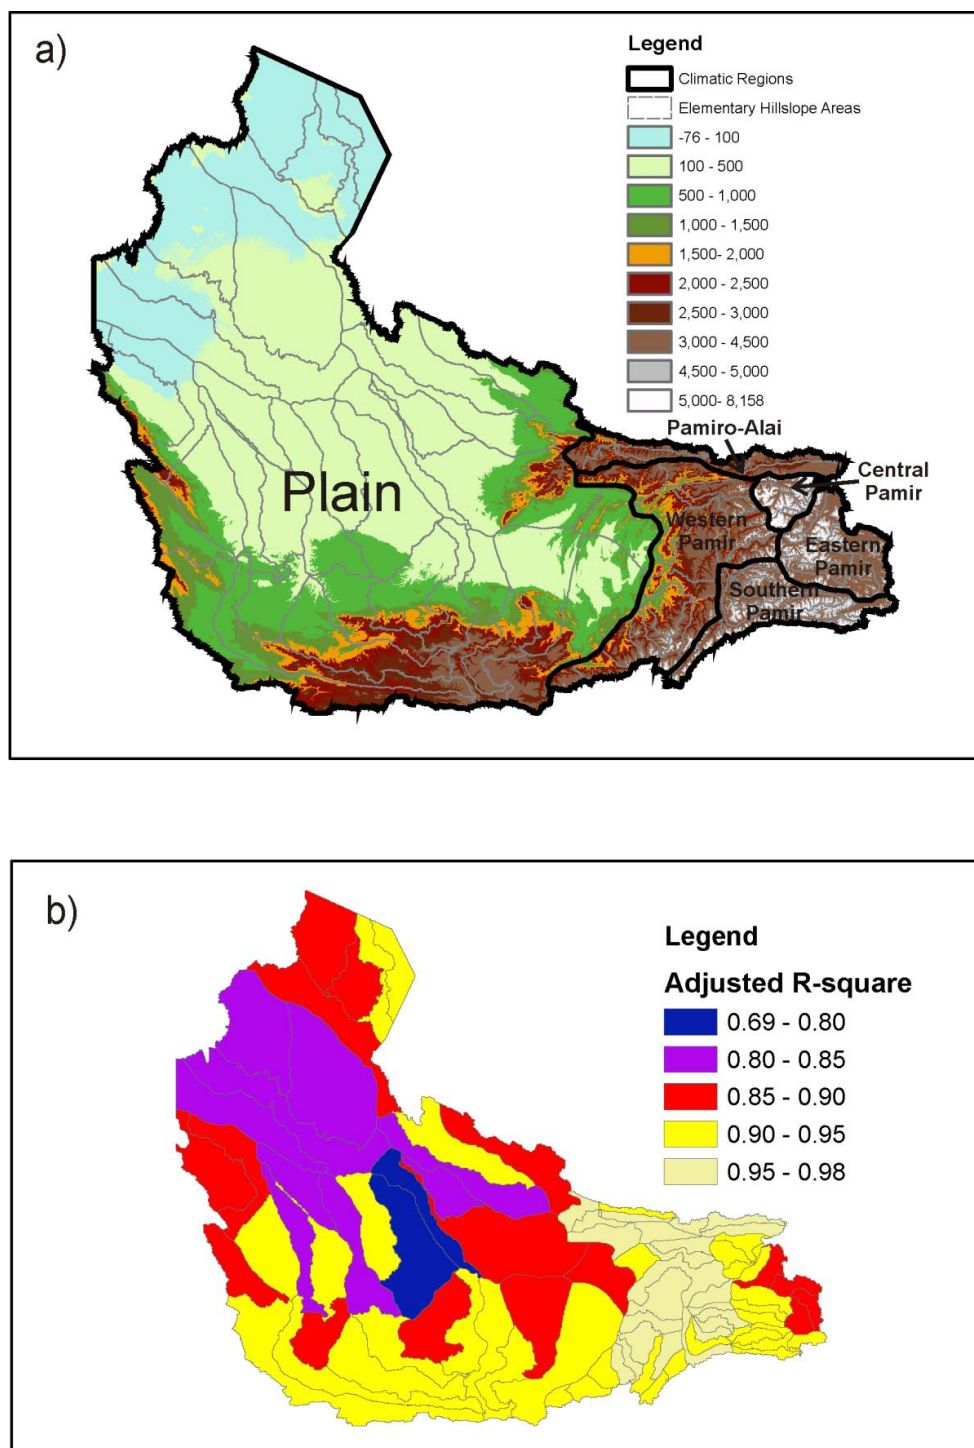 a)
Legend
Climatic Regions
Elementary Hillslope Areas
-76 - 100
100 - 500
500 - 1,000
1,000 - 1,500
1,500- 2,000
2,000 - 2,500
2,500 - 3,000
3,000 - 4,500
4,500 - 5,000
5,000- 8,158
Pamiro-Alai
Central
Pamir
Plain
Western
Pamir
Eastern
Pamir
Southern
Pamir
b)
Legend
Adjusted R-square
0.69 - 0.80
0.80 - 0.85
0.85 - 0.90
0.90 - 0.95
0.95 - 0.98